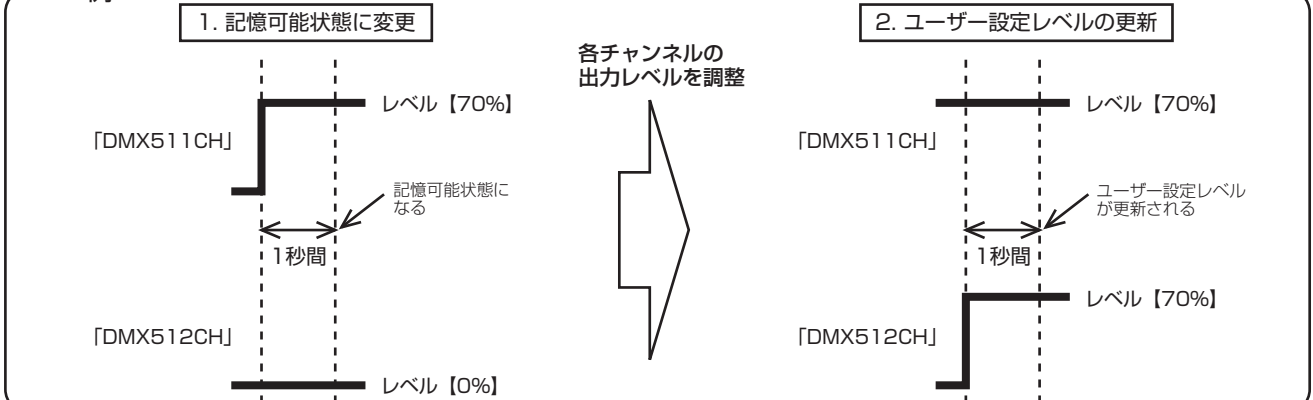 例
1. 記憶可能状態に変更
レベル【70%】
「DMX511CH」
記憶可能状態に
なる
1秒間
「DMX512CH」
レベル【0%】
各チャンネルの
出力レベルを調整
2. ユーザー設定レベルの更新
レベル【70%】
「DMX511CH」
ユーザー設定レベル
が更新される
1秒間
レベル【70%】
「DMX512CH」